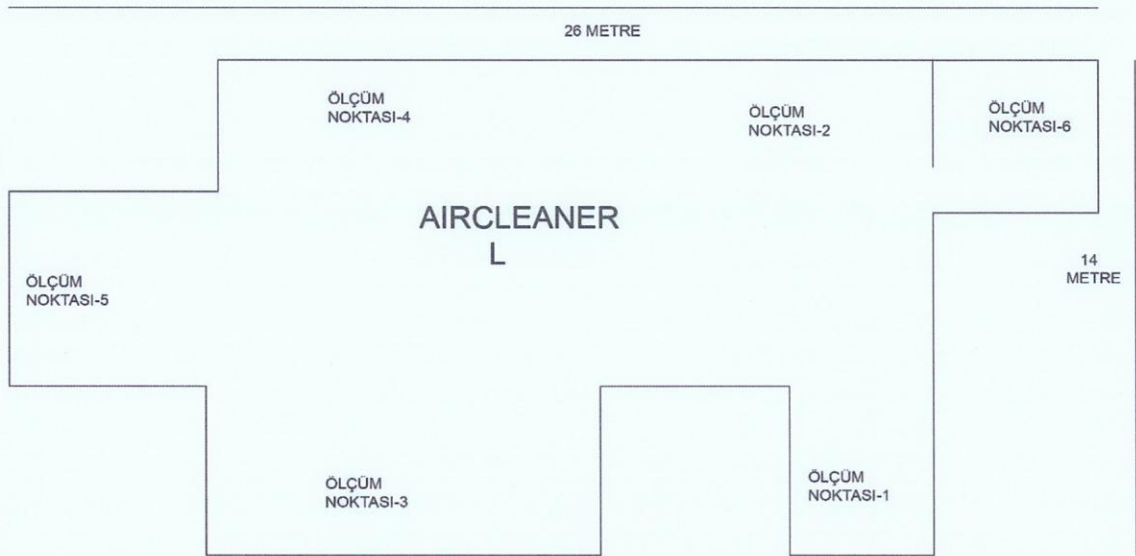 26 METRE
ÖLÇÜM
NOKTASI-4
ÖLÇÜM
NOKTASI-2
ÖLÇÜM
NOKTASI-6
AIRCLEANER
L
ÖLÇÜM
NOKTASI-5
14
METRE
ÖLÇÜM
NOKTASI-3
ÖLÇÜM
NOKTASI-1